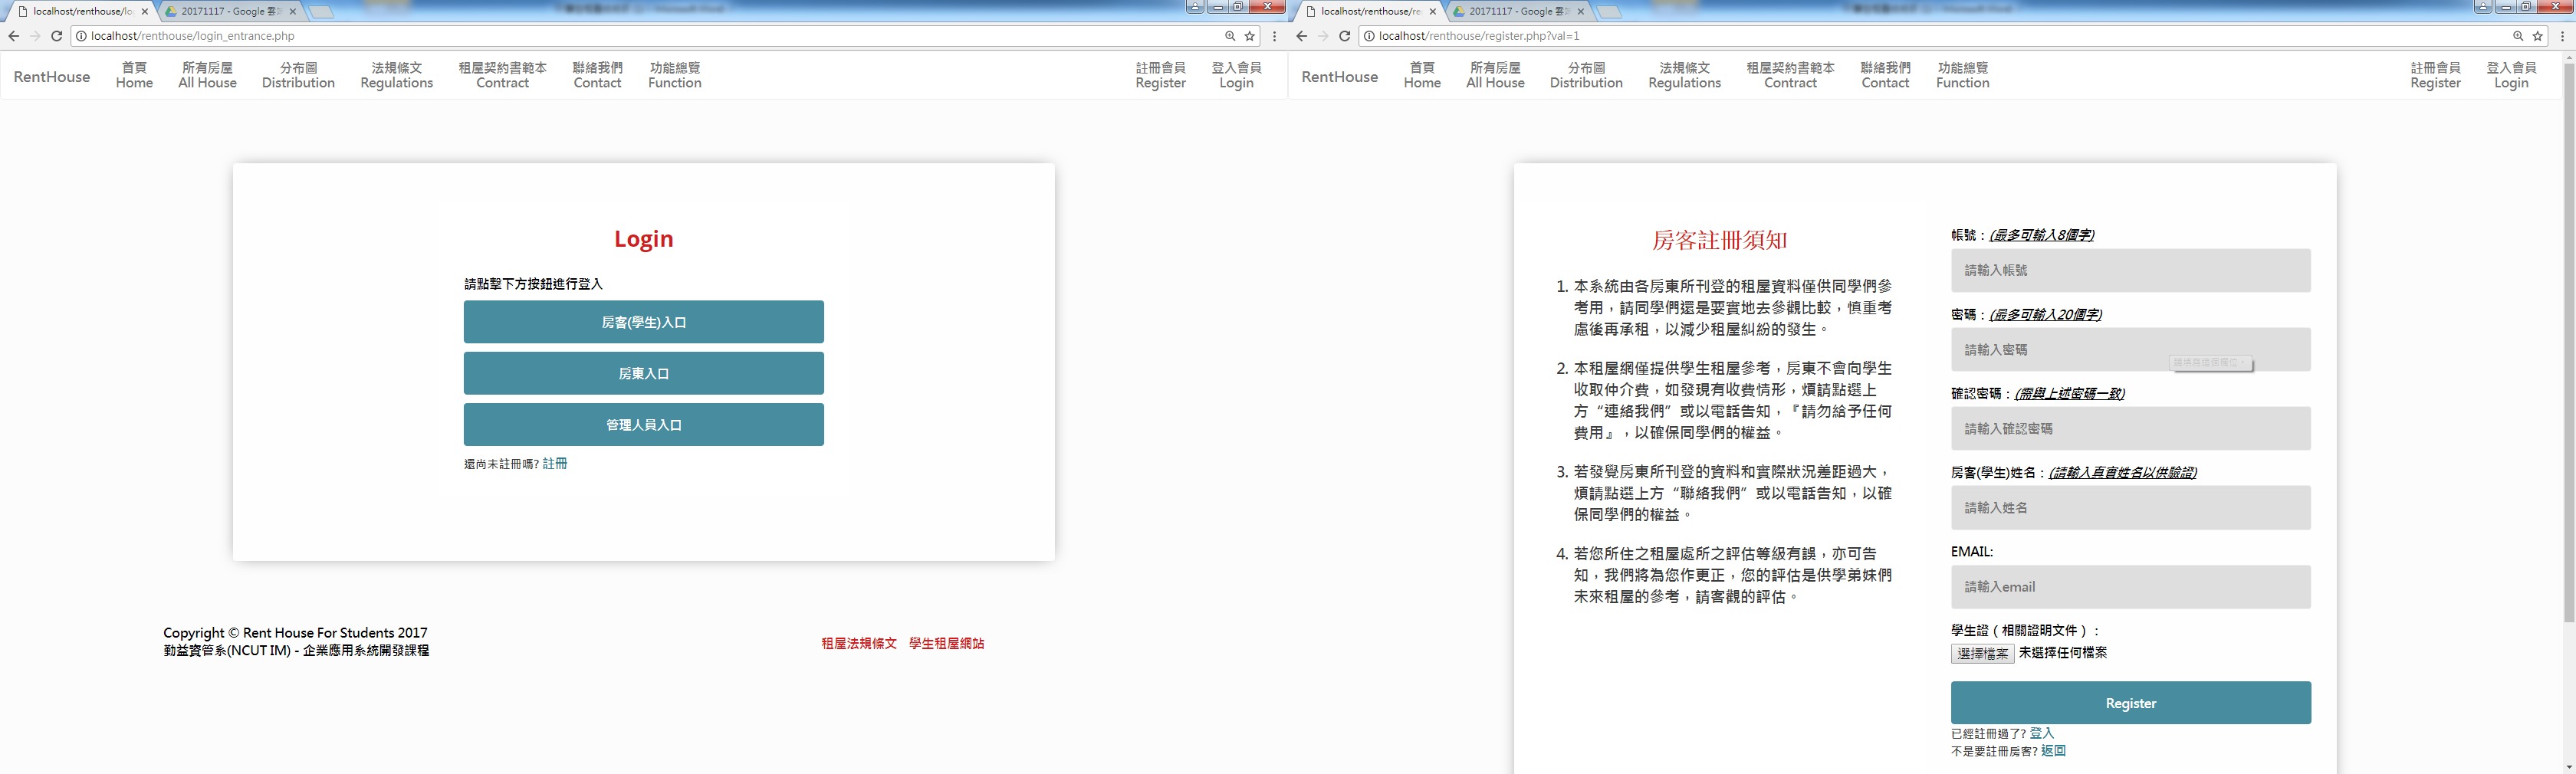 localhost/renthouse/lo
20171117 - Google 雲
localhost/renthouse/login_entrance.php
RentHouse
首頁
Home
所有房屋
All House
分布圖
Distribution
法規條文
Regulations
租屋契約書範本
Contract
聯絡我們
Contact
功能總覽
Function
註冊會員
Register
登入會員
Login
Login
請點擊下方按鈕進行登入
房客(學生)入口
房東入口
管理人員入口
還尚未註冊嗎? 註冊
Copyright © Rent House For Students 2017
勤益資管系(NCUT IM) - 企業應用系統開發課程
租屋法規條文 學生租屋網站
localhost/renthouse/re
20171117 - Google 雲
localhost/renthouse/register.php?val=1
RentHouse
首頁
Home
所有房屋
All House
分布圖
Distribution
法規條文
Regulations
租屋契約書範本
Contract
聯絡我們
Contact
功能總覽
Function
註冊會員
Register
登入會員
Login
房客註冊須知
1. 本系統由各房東所刊登的租屋資料僅供同學們參
考用，請同學們還是要實地去參觀比較，慎重考
慮後再承租，以減少租屋糾紛的發生。
2. 本租屋網僅提供學生租屋參考，房東不會向學生
收取仲介費，如發現有收費情形，煩請點選上
方“連絡我們”或以電話告知，『請勿給予任何
費用』，以確保同學們的權益。
3. 若發覺房東所刊登的資料和實際狀況差距過大，
煩請點選上方“聯絡我們”或以電話告知，以確
保同學們的權益。
4. 若您所住之租屋處所之評估等級有誤，亦可告
知，我們將為您作更正，您的評估是供學弟妹們
未來租屋的參考，請客觀的評估。
帳號：(最多可輸入8個字)
請輸入帳號
密碼：(最多可輸入20個字)
請輸入密碼
請填寫這個欄位。
確認密碼：(需與上述密碼一致)
請輸入確認密碼
房客(學生)姓名：(請輸入真實姓名以供驗證)
請輸入姓名
EMAIL:
請輸入email
學生證（相關證明文件）：
選擇檔案 未選擇任何檔案
Register
已經註冊過了? 登入
不是要註冊房客? 返回